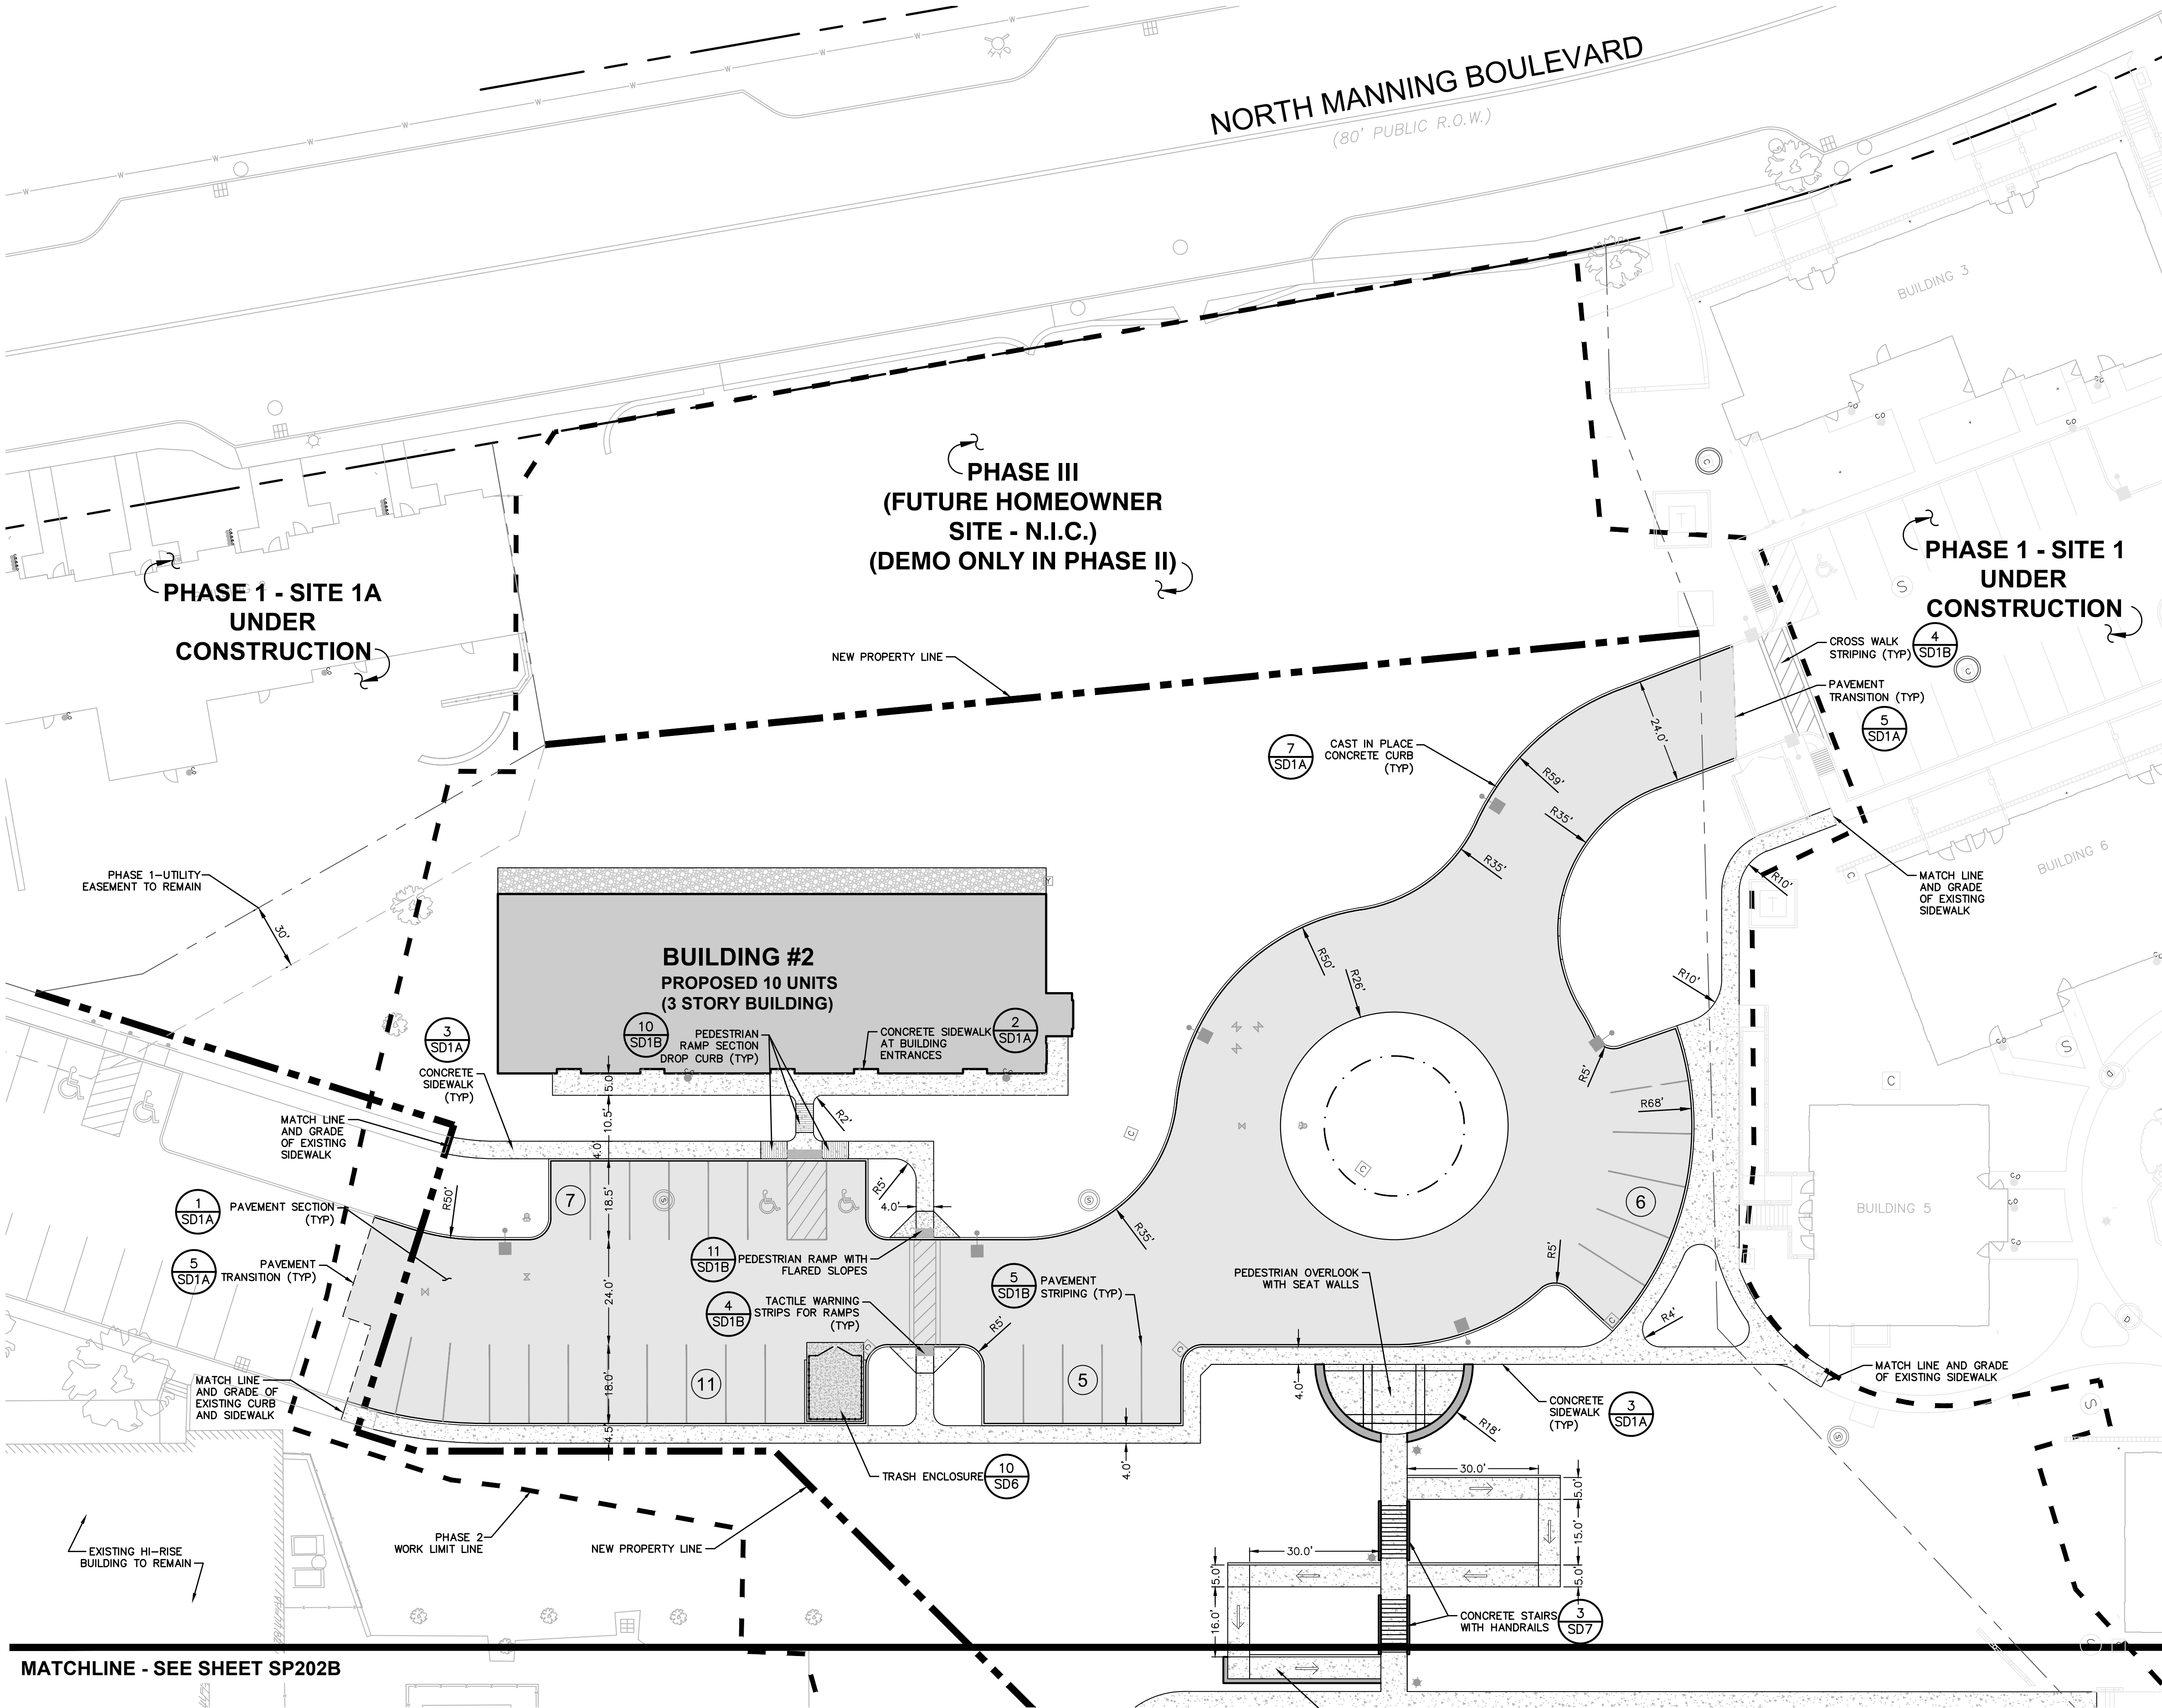 NORTH MANNING BOULEVARD
(80' PUBLIC R.O.W.)
BUILDING 3
PHASE III
(FUTURE HOMEOWNER
SITE - N.I.C.)
(DEMO ONLY IN PHASE II)
PHASE 1 - SITE 1A
UNDER
CONSTRUCTION
PHASE 1 - SITE 1
UNDER
CONSTRUCTION
NEW PROPERTY LINE
CROSS WALK
STRIPING (TYP)
4
SD1B
PAVEMENT
TRANSITION (TYP)
5
SD1A
24.0'
7
SD1A
CAST IN PLACE
CONCRETE CURB
(TYP)
R59'
R35'
R35'
BUILDING 6
R10'
MATCH LINE
AND GRADE
OF EXISTING
SIDEWALK
PHASE 1-UTILITY
EASEMENT TO REMAIN
30'
BUILDING #2
PROPOSED 10 UNITS
(3 STORY BUILDING)
R50'
R26'
R10'
10
SD1B
PEDESTRIAN
RAMP SECTION
DROP CURB (TYP)
CONCRETE SIDEWALK
AT BUILDING
ENTRANCES
2
SD1A
3
SD1A
CONCRETE
SIDEWALK
(TYP)
5.0'
10.5'
4.0'
R2'
R5'
R68'
MATCH LINE
AND GRADE
OF EXISTING
SIDEWALK
1
SD1A
PAVEMENT SECTION
(TYP)
R50'
7
18.5'
R5'
4.0'
R35'
6
BUILDING 5
5
SD1A
PAVEMENT
TRANSITION (TYP)
11
SD1B
PEDESTRIAN RAMP WITH
FLARED SLOPES
24.0'
4
SD1B
TACTILE WARNING
STRIPS FOR RAMPS
(TYP)
5
SD1B
PAVEMENT
STRIPING (TYP)
R5'
PEDESTRIAN OVERLOOK
WITH SEAT WALLS
R5'
R4'
MATCH LINE
AND GRADE OF
EXISTING CURB
AND SIDEWALK
18.0'
11
5
4.0'
MATCH LINE AND GRADE
OF EXISTING SIDEWALK
CONCRETE
SIDEWALK
(TYP)
3
SD1A
R18'
4.5'
4.0'
TRASH ENCLOSURE
10
SD6
30.0'
5.0'
15.0'
5.0'
EXISTING HI-RISE
BUILDING TO REMAIN
PHASE 2
WORK LIMIT LINE
NEW PROPERTY LINE
30.0'
5.0'
16.0'
CONCRETE STAIRS
WITH HANDRAILS
3
SD7
MATCHLINE - SEE SHEET SP202B